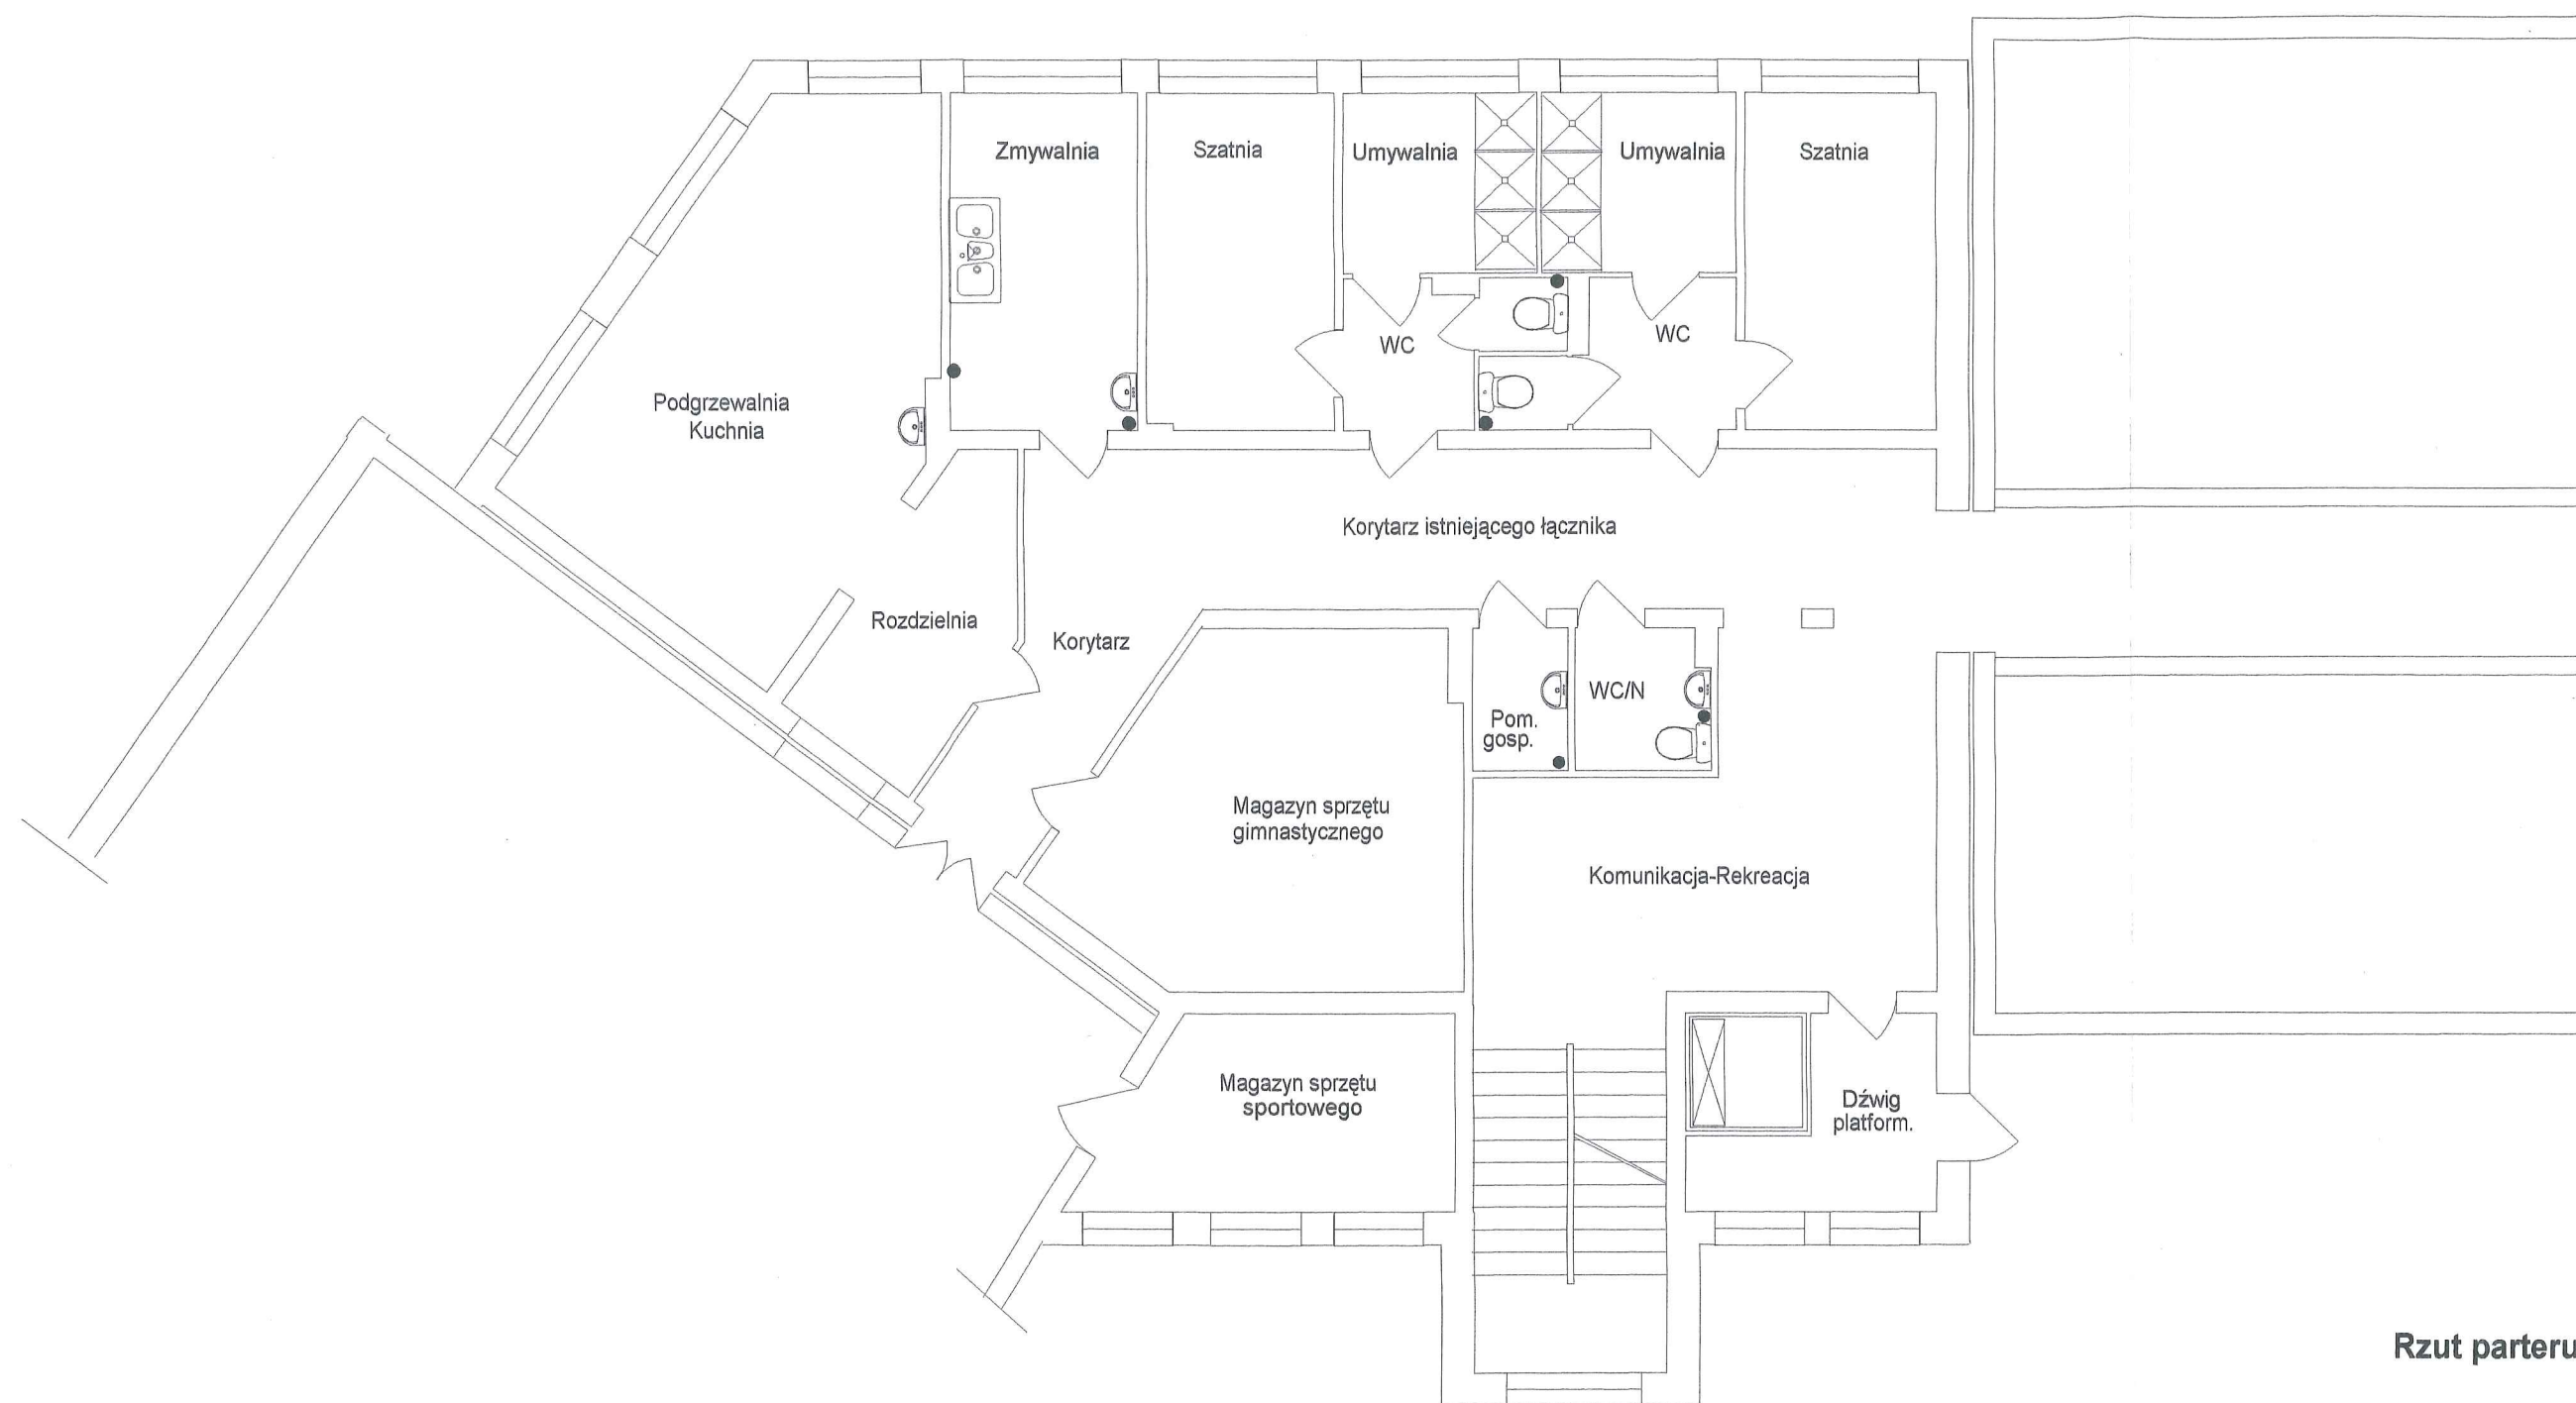 Zmywalnia
Szatnia
Umywalnia
Umywalnia
Szatnia
WC
WC
Podgrzewalnia
Kuchnia
Korytarz istniejącego łącznika
Rozdzielnia
Korytarz
WC/N
Pom.
gosp.
Magazyn sprzętu
gimnastycznego
Komunikacja-Rekreacja
Magazyn sprzętu
sportowego
Dźwig
platform.
Rzut parteru